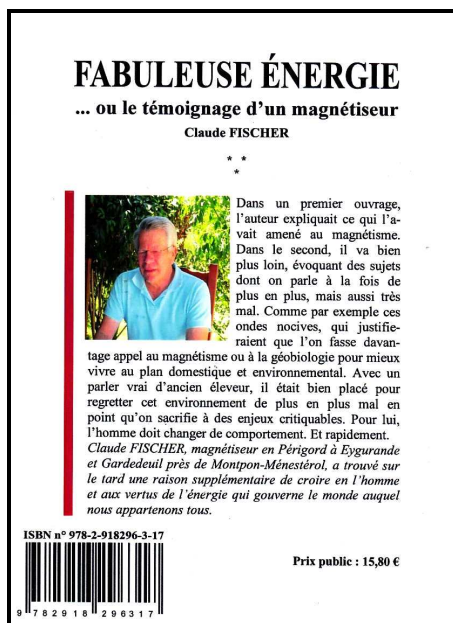 FABULEUSE ÉNERGIE
... ou le témoignage d'un magnétiseur
Claude FISCHER
* *
*
Dans un premier ouvrage,
l'auteur expliquait ce qui l'a-
vait amené au magnétisme.
Dans le second, il va bien
plus loin, évoquant des sujets
dont on parle à la fois de
plus en plus, mais aussi très
mal. Comme par exemple ces
ondes nocives, qui justifie-
raient que l'on fasse davan-
tage appel au magnétisme ou à la géobiologie pour mieux
vivre au plan domestique et environnemental. Avec un
parler vrai d'ancien éleveur, il était bien placé pour
regretter cet environnement de plus en plus mal en
point qu'on sacrifie à des enjeux critiquables. Pour lui,
l'homme doit changer de comportement. Et rapidement.
Claude FISCHER, magnétiseur en Périgord à Eygurande
et Gardedeuil près de Montpon-Ménestérol, a trouvé sur
le tard une raison supplémentaire de croire en l'homme
et aux vertus de l'énergie qui gouverne le monde auquel
nous appartenons tous.
ISBN n° 978-2-918296-3-17
Prix public : 15,80 €
9 782918 296317